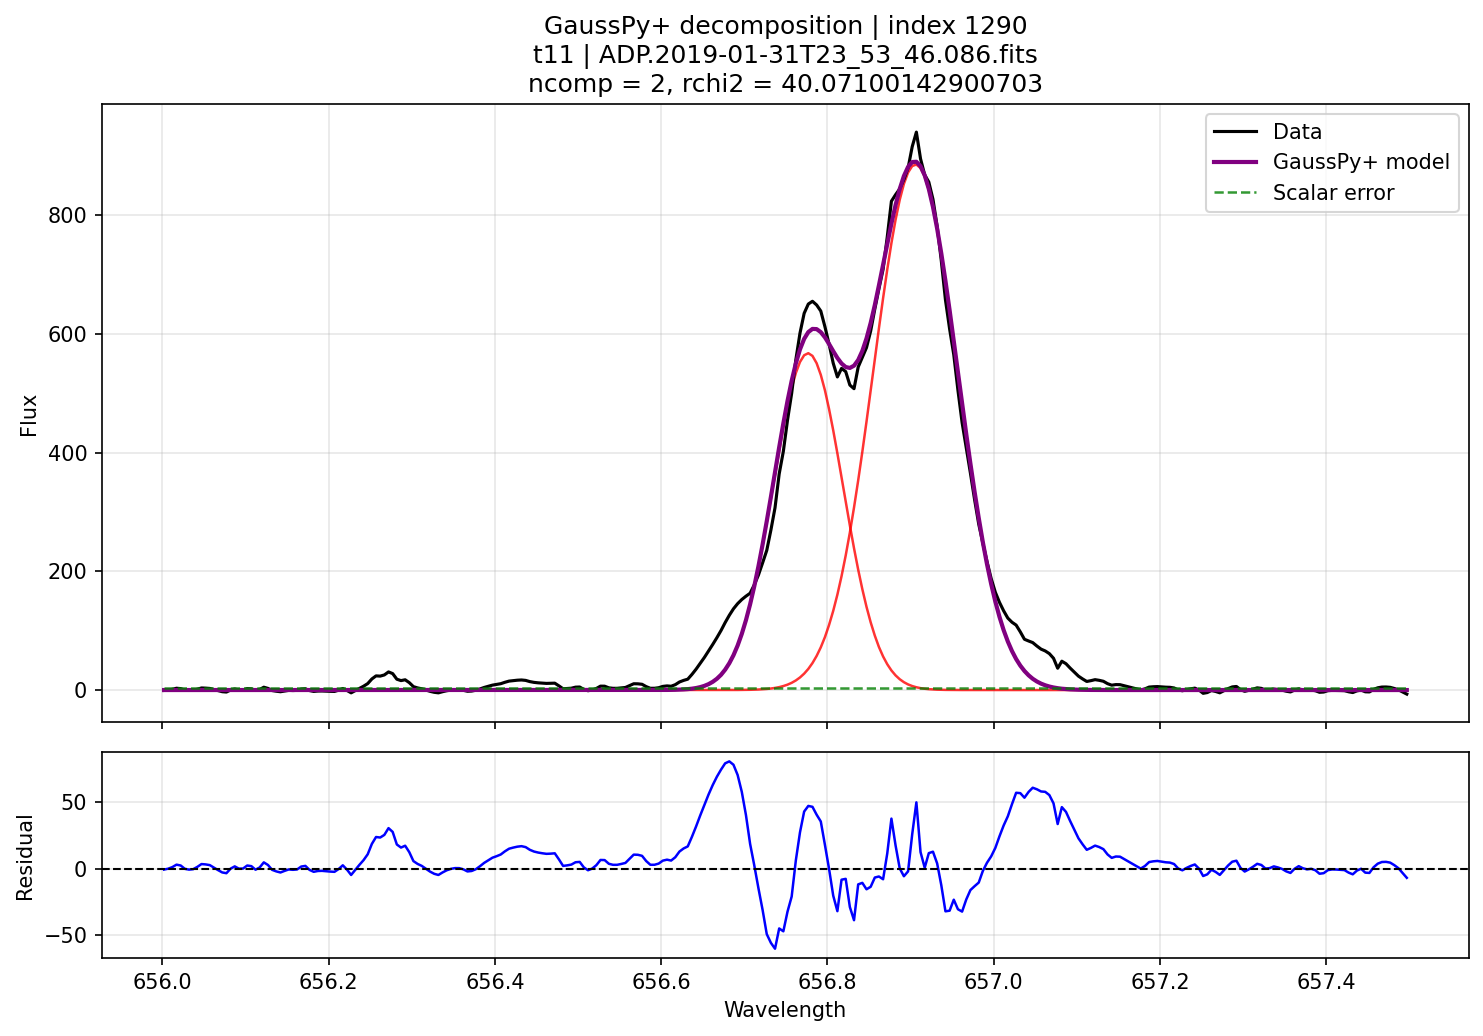 GaussPy+ decomposition | index 1290
t11 | ADP.2019-01-31T23_53_46.086.fits
ncomp = 2, rchi2 = 40.07100142900703
Data
GaussPy+ model
Scalar error
Flux
800
600
400
200
0
Residual
50
0
−50
656.0 656.2 656.4 656.6 656.8 657.0 657.2 657.4
Wavelength